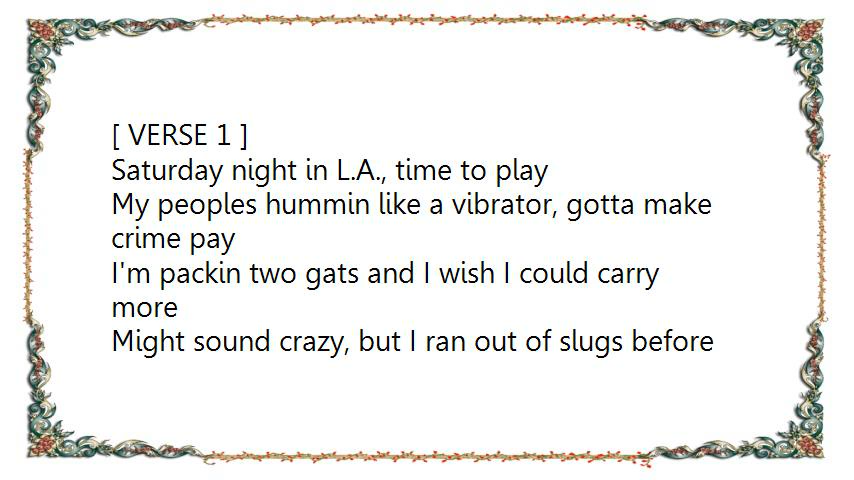 [ VERSE 1 ]
Saturday night in L.A., time to play
My peoples hummin like a vibrator, gotta make
crime pay
I'm packin two gats and I wish I could carry
more
Might sound crazy, but I ran out of slugs before